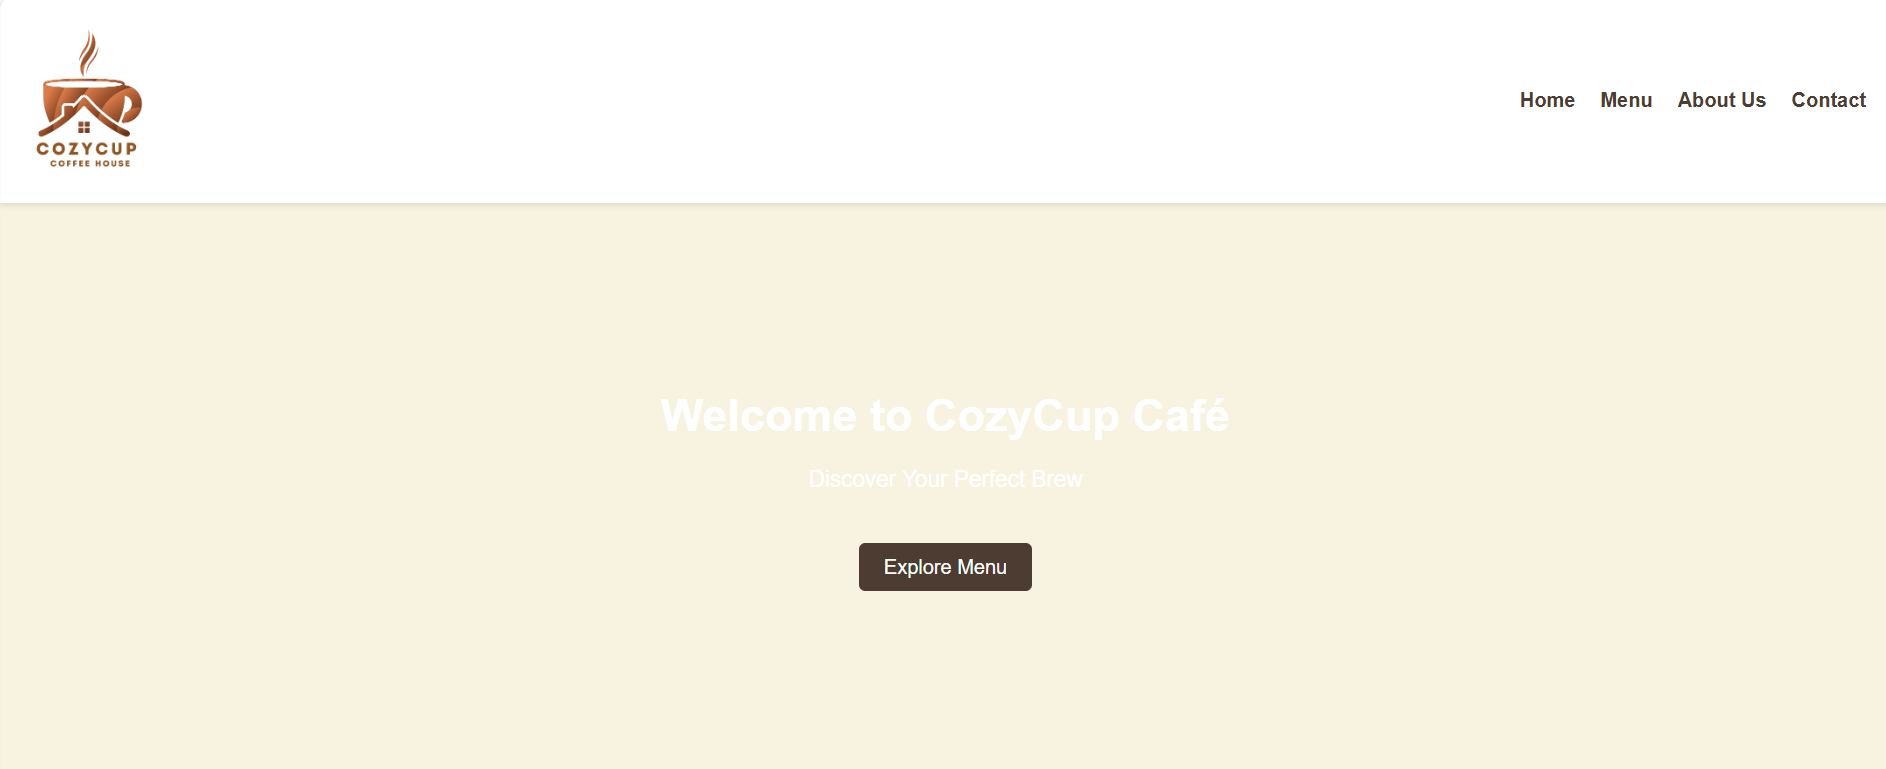 COZYCUP
COFFEE HOUSE
Home Menu About Us Contact
Welcome to CozyCup Café
Discover Your Perfect Brew
Explore Menu